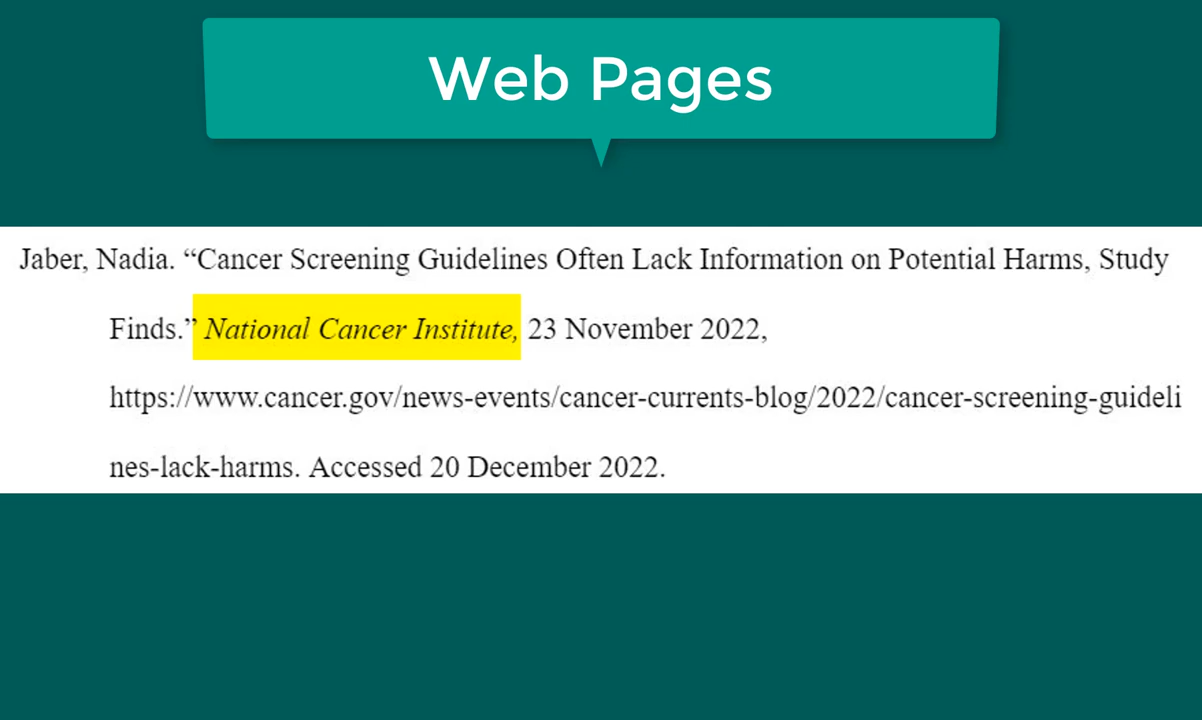 Web Pages
Jaber, Nadia. “Cancer Screening Guidelines Often Lack Information on Potential Harms, Study
Finds.” National Cancer Institute, 23 November 2022,
https://www.cancer.gov/news-events/cancer-currents-blog/2022/cancer-screening-guideli
nes-lack-harms. Accessed 20 December 2022.